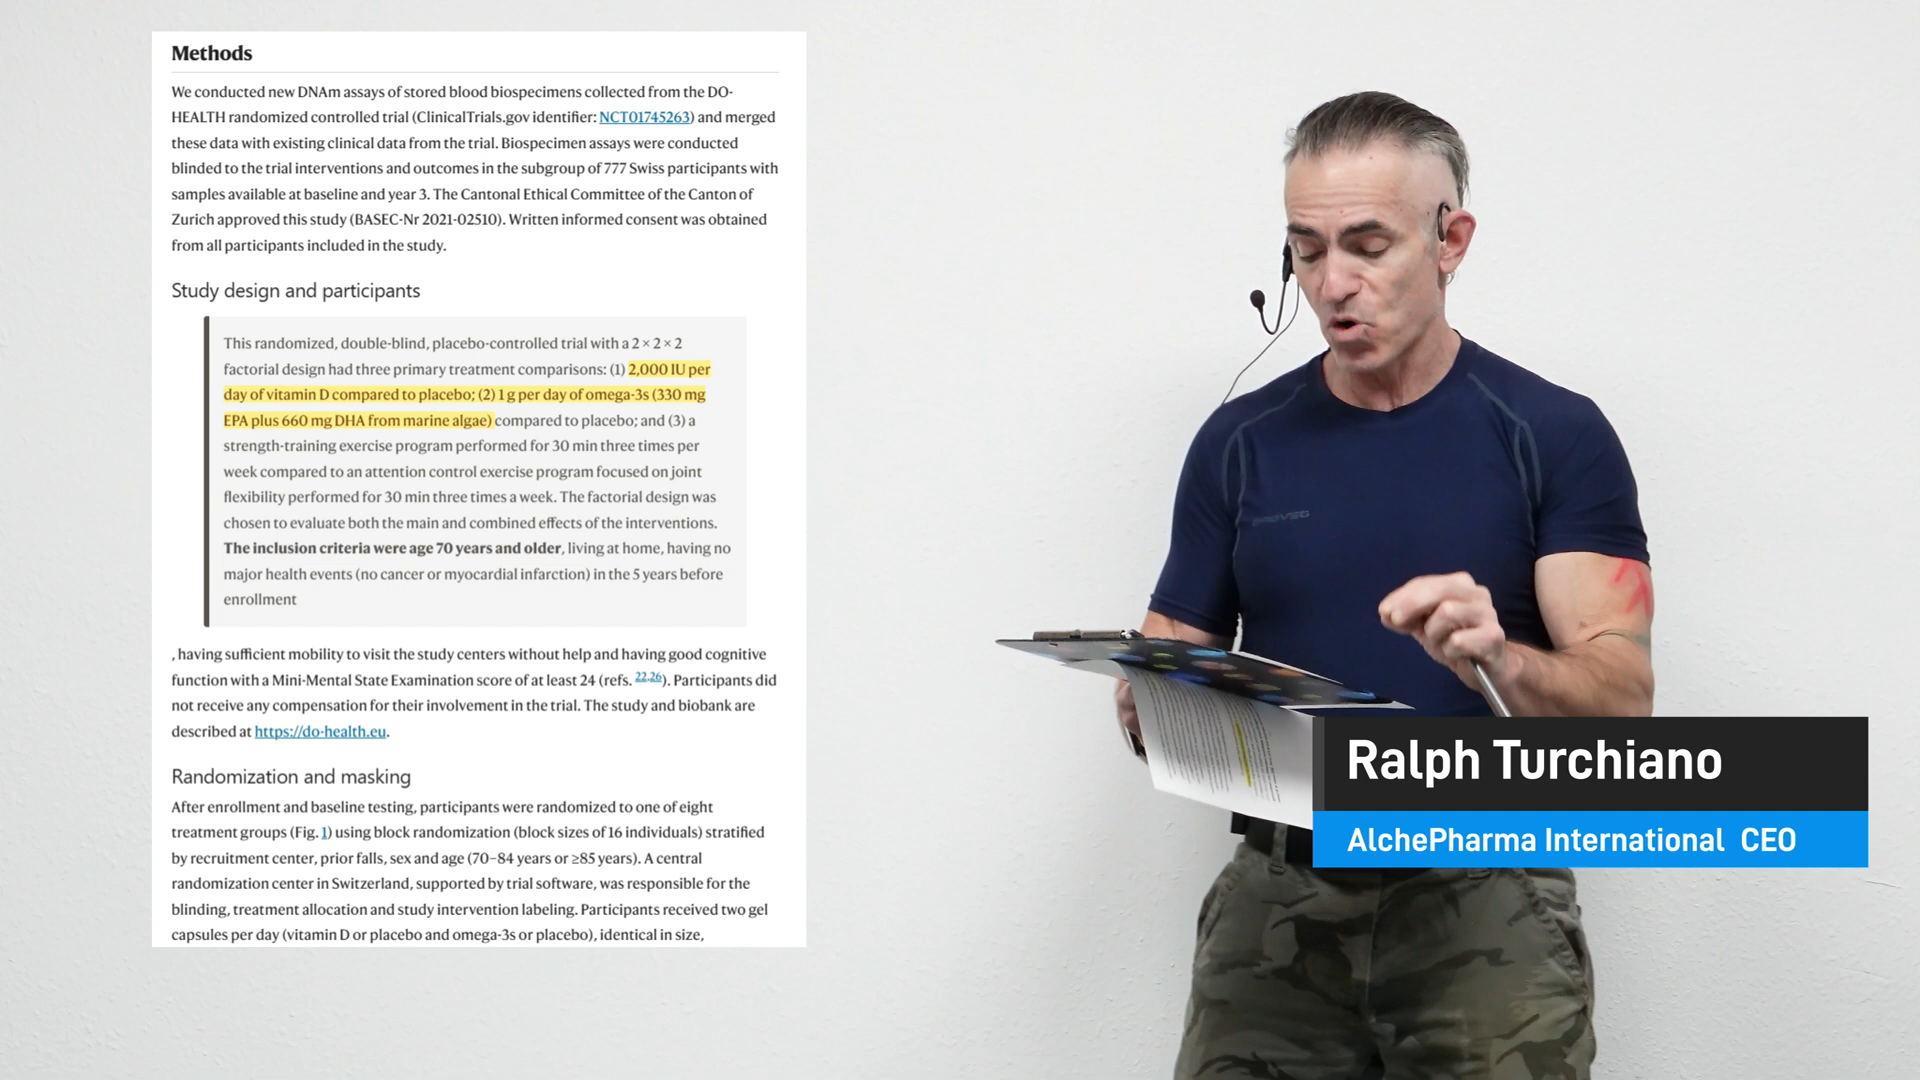 Methods
We conducted new DNAm assays of stored blood biospecimens collected from the DO-
HEALTH randomized controlled trial (ClinicalTrials.gov identifier: NCT01745263) and merged
these data with existing clinical data from the trial. Biospecimen assays were conducted
blinded to the trial interventions and outcomes in the subgroup of 777 Swiss participants with
samples available at baseline and year 3. The Cantonal Ethical Committee of the Canton of
Zurich approved this study (BASEC-Nr 2021-02510). Written informed consent was obtained
from all participants included in the study.
Study design and participants
This randomized, double-blind, placebo-controlled trial with a 2 × 2 × 2
factorial design had three primary treatment comparisons: (1) 2,000 IU per
day of vitamin D compared to placebo; (2) 1 g per day of omega-3s (330 mg
EPA plus 660 mg DHA from marine algae) compared to placebo; and (3) a
strength-training exercise program performed for 30 min three times per
week compared to an attention control exercise program focused on joint
flexibility performed for 30 min three times a week. The factorial design was
chosen to evaluate both the main and combined effects of the interventions.
The inclusion criteria were age 70 years and older, living at home, having no
major health events (no cancer or myocardial infarction) in the 5 years before
enrollment
, having sufficient mobility to visit the study centers without help and having good cognitive
function with a Mini-Mental State Examination score of at least 24 (refs. 22,26). Participants did
not receive any compensation for their involvement in the trial. The study and biobank are
described at https://do-health.eu.
Randomization and masking
After enrollment and baseline testing, participants were randomized to one of eight
treatment groups (Fig. 1) using block randomization (block sizes of 16 individuals) stratified
by recruitment center, prior falls, sex and age (70–84 years or ≥85 years). A central
randomization center in Switzerland, supported by trial software, was responsible for the
blinding, treatment allocation and study intervention labeling. Participants received two gel
capsules per day (vitamin D or placebo and omega-3s or placebo), identical in size,
Ralph Turchiano
AlchePharma International CEO